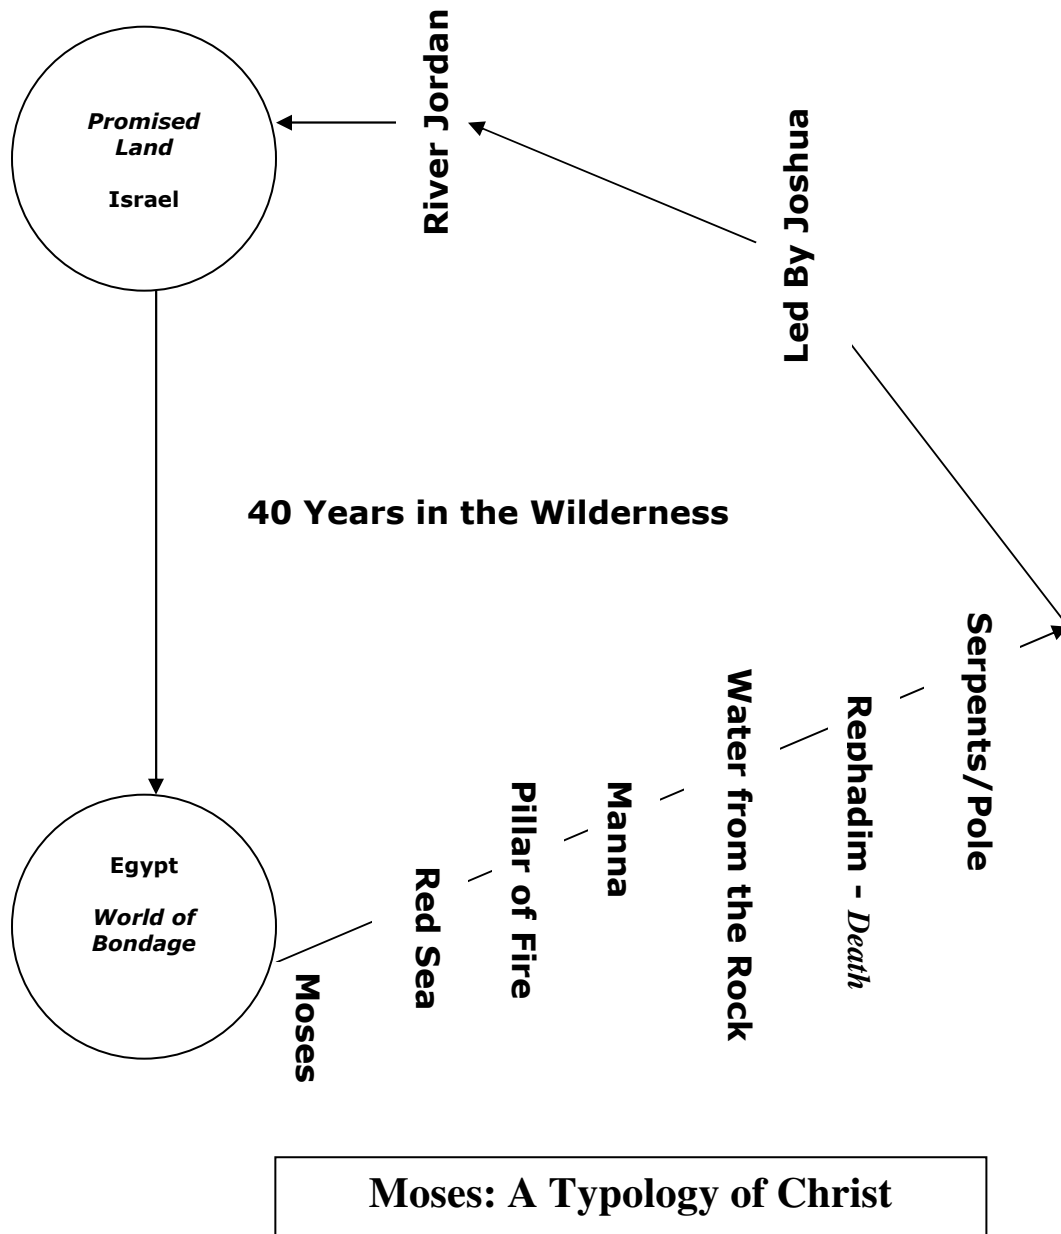 Promised
Land
Israel
River Jordan
Led By Joshua
40 Years in the Wilderness
Serpents/Pole
Rephadim - Death
Water from the Rock
Manna
Pillar of Fire
Red Sea
Moses
Egypt
World of
Bondage
Moses: A Typology of Christ